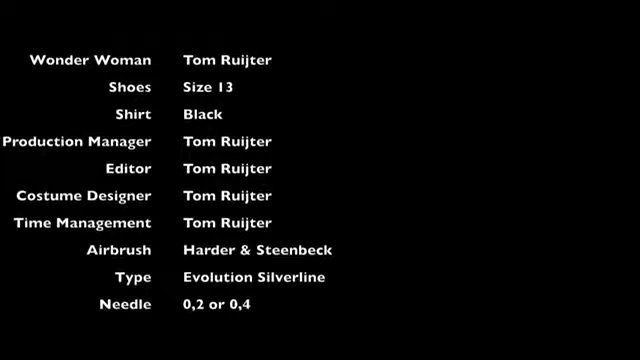 Wonder Woman Tom Ruijter
Shoes Size 13
Shirt Black
Production Manager Tom Ruijter
Editor Tom Ruijter
Costume Designer Tom Ruijter
Time Management Tom Ruijter
Airbrush Harder & Steenbeck
Type Evolution Silverline
Needle 0,2 or 0,4